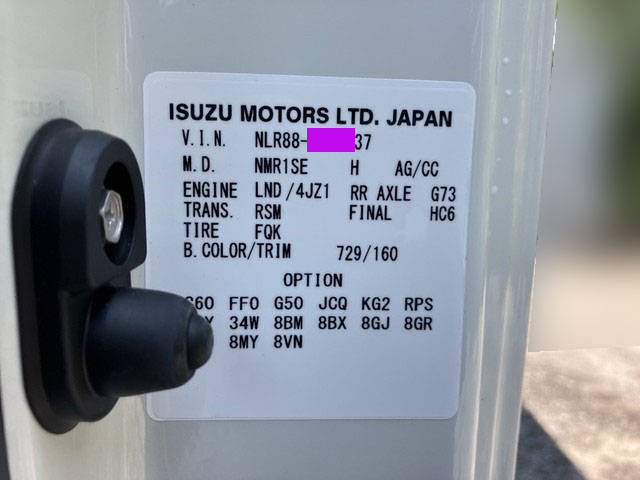 ISUZU MOTORS LTD. JAPAN
V.I.N. NLR88- 37
M.D. NMR1SE H AG/CC
ENGINE LND/4JZ1 RR AXLE G73
TRANS. RSM FINAL HC6
TIRE FQK
B.COLOR/TRIM 729/160
OPTION
FF0 G50 JCQ KG2 RPS
34W 8BM 8BX 8GJ 8GR
8MY 8VN